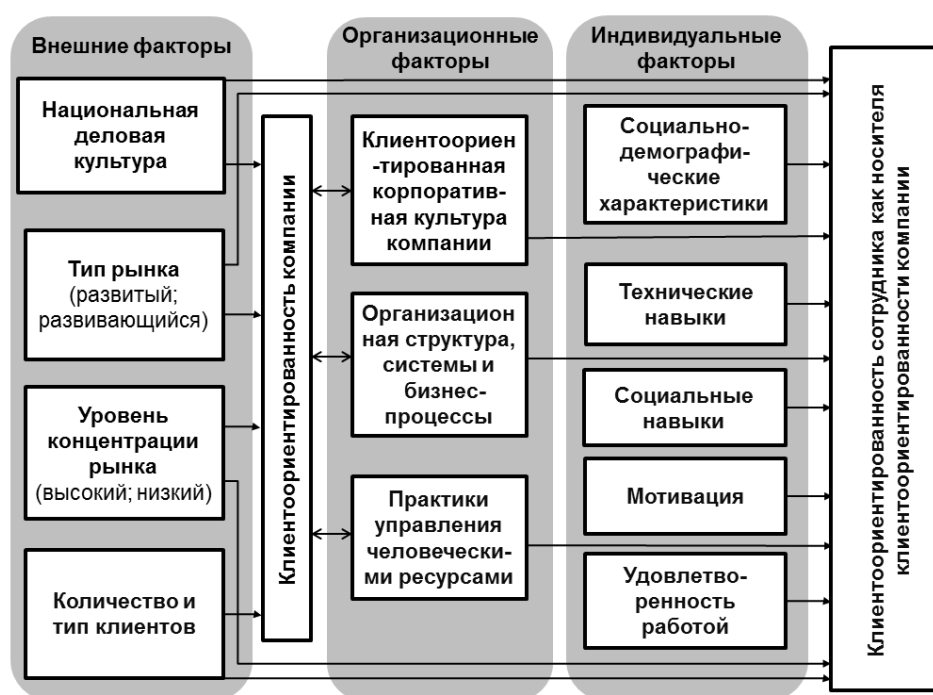 Внешние факторы
Национальная
деловая
культура
Тип рынка
(развитый;
развивающийся)
Уровень
концентрации
рынка
(высокий; низкий)
Количество и
тип клиентов
Клиентоориентированность компании
Организационные
факторы
Клиентоориен
-тированная
корпоратив-
ная культура
компании
Организацион
ная структура,
системы и
бизнес-
процессы
Практики
управления
человечески-
ми ресурсами
Индивидуальные
факторы
Социально-
демографи-
ческие
характеристики
Технические
навыки
Социальные
навыки
Мотивация
Удовлетво-
ренность
работой
Клиентоориентированность сотрудника как носителя
клиентоориентированности компании